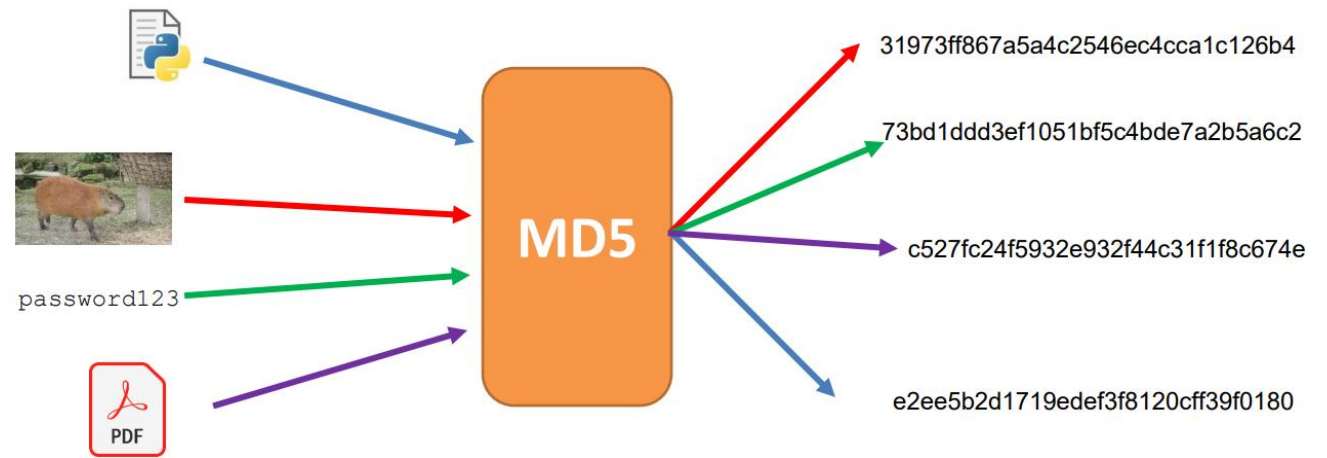 31973ff867a5a4c2546ec4cca1c126b4
73bd1ddd3ef1051bf5c4bde7a2b5a6c2
MD5
c527fc24f5932e932f44c31f1f8c674e
password123
e2ee5b2d1719edef3f8120cff39f0180
PDF